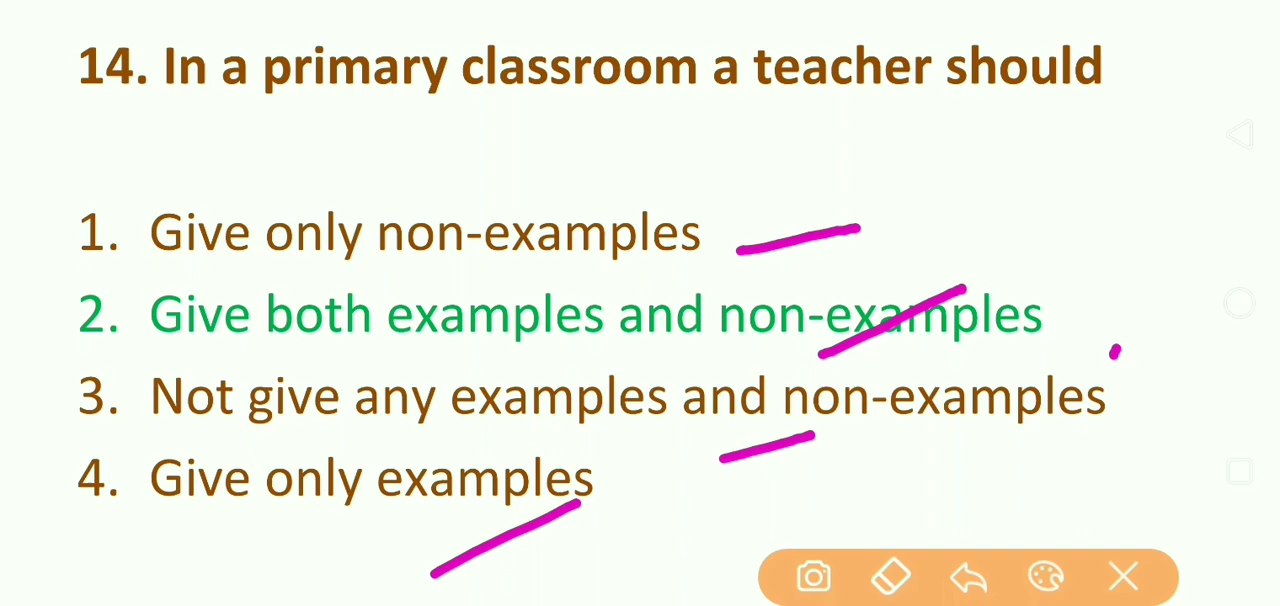 14. In a primary classroom a teacher should
1. Give only non-examples
2. Give both examples and non-examples
3. Not give any examples and non-examples
4. Give only examples